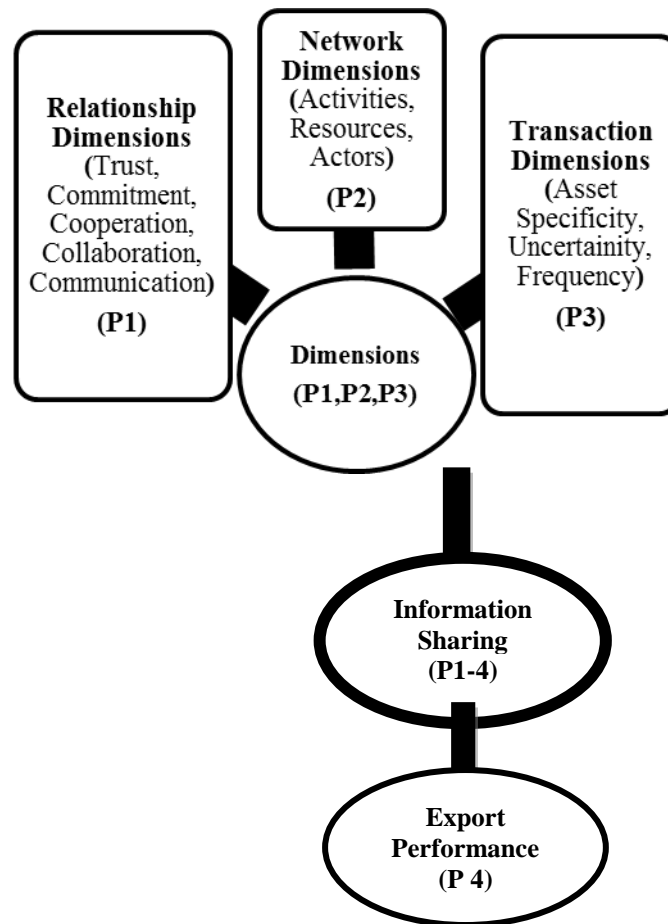 Relationship
Dimensions
(Trust,
Commitment,
Cooperation,
Collaboration,
Communication)
(P1)
Network
Dimensions
(Activities,
Resources,
Actors)
(P2)
Transaction
Dimensions
(Asset
Specificity,
Uncertainity,
Frequency)
(P3)
Dimensions
(P1,P2,P3)
Information
Sharing
(P1-4)
Export
Performance
(P 4)